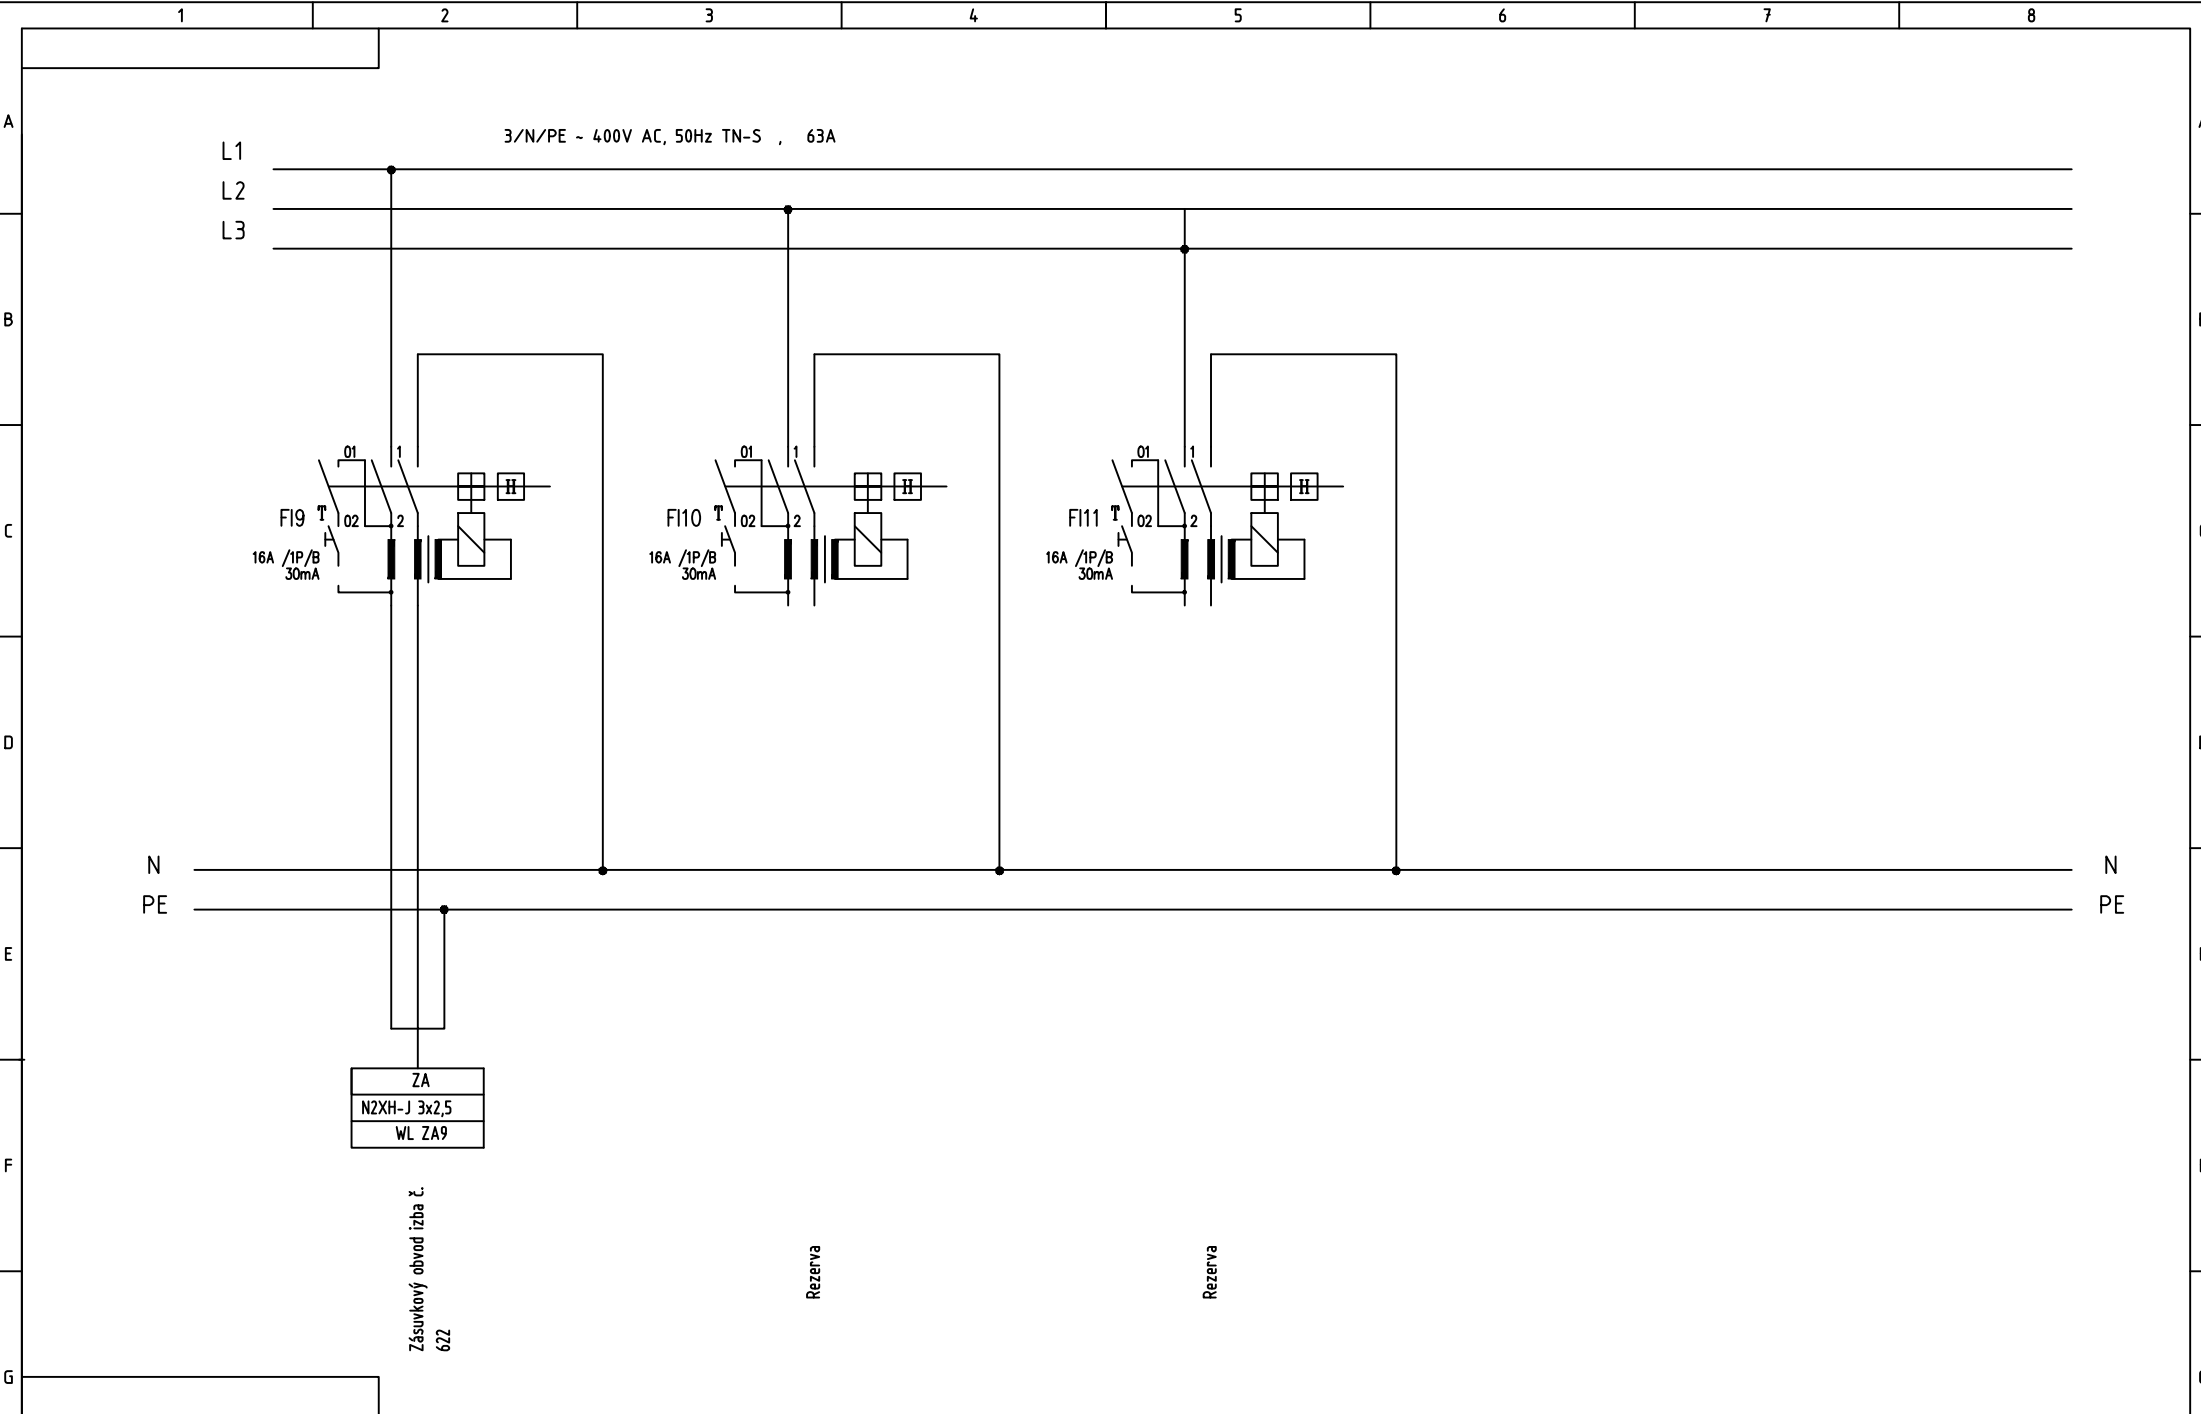 1 2 3 4 5 6 7 8
A
3/N/PE ~ 400V AC, 50Hz TN-S , 63A
L1
L2
L3
B
01 1
01 1
01 1
H
H
H
C
FI9 T 02 2
FI10 T 02 2
FI11 T 02 2
16A /1P/B
30mA
16A /1P/B
30mA
16A /1P/B
30mA
D
N N
PE PE
E
ZA
N2XH-J 3x2,5
WL ZA9
F
Zásuvkový obvod izba č.
622
Rezerva
Rezerva
G